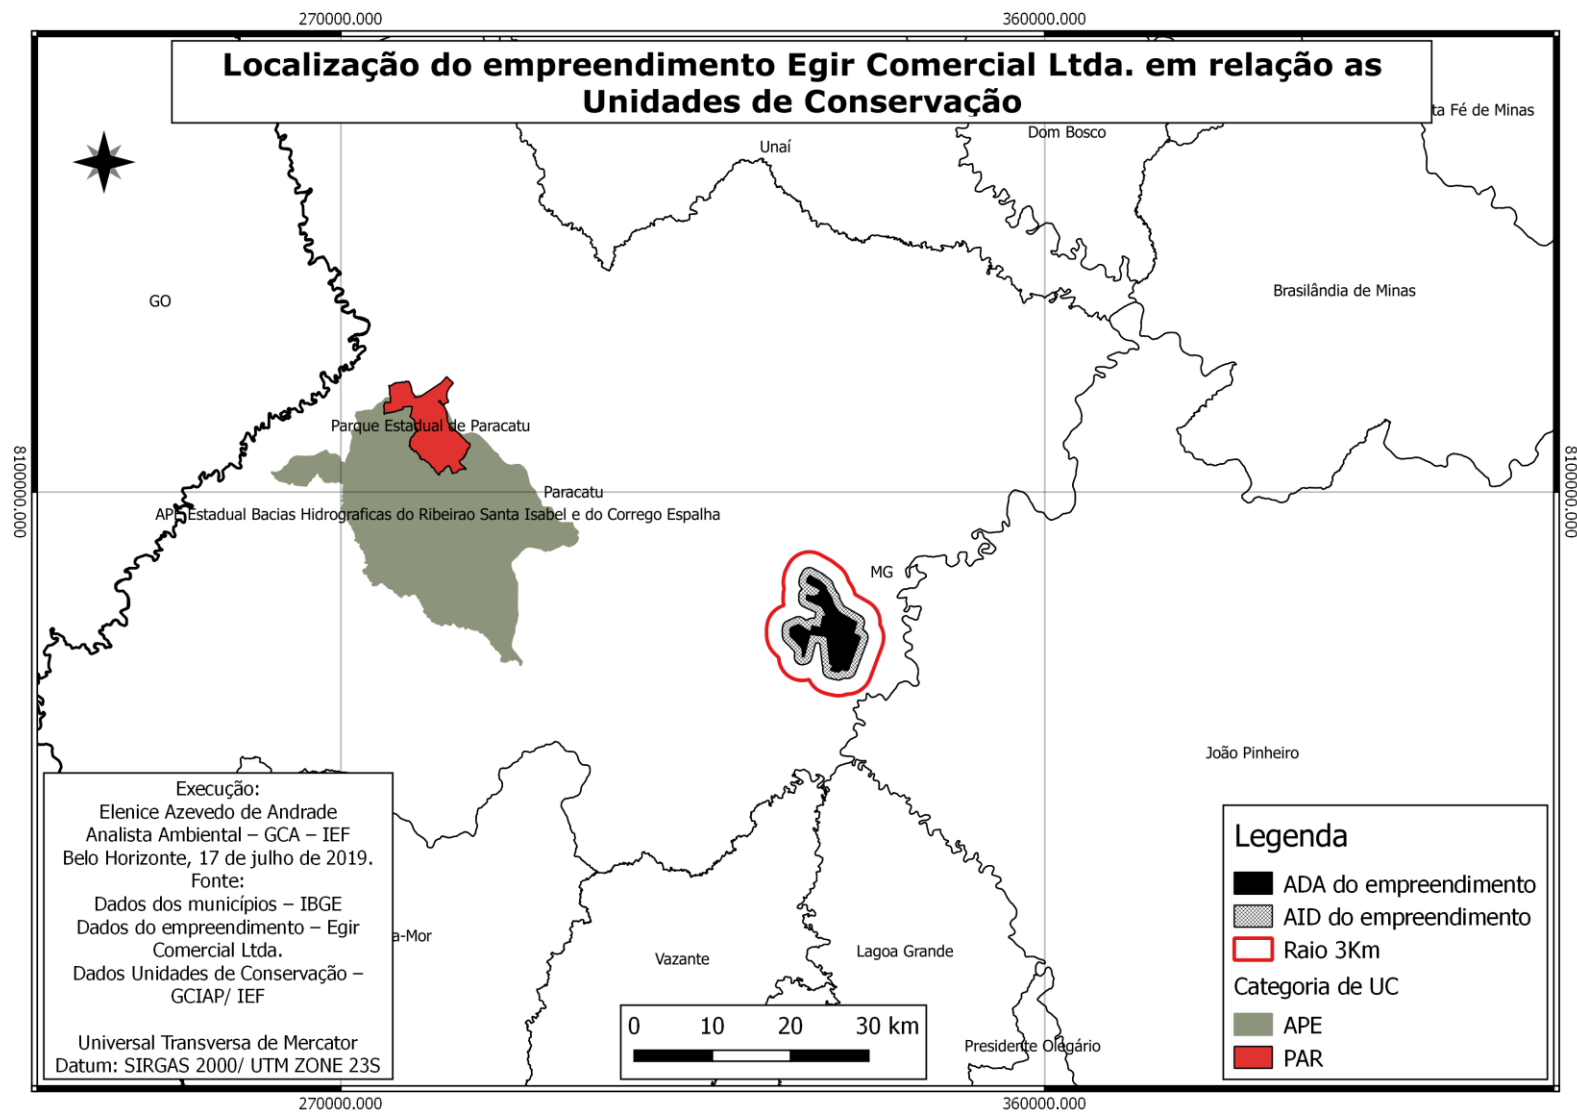 270000.000
360000.000
Localização do empreendimento Egir Comercial Ltda. em relação as
Unidades de Conservação
ta Fé de Minas
Dom Bosco
Unaí
Brasilândia de Minas
GO
Parque Estadual de Paracatu
8100000.000
8100000.000
Paracatu
APE Estadual Bacias Hidrograficas do Ribeirao Santa Isabel e do Corrego Espalha
MG
João Pinheiro
Execução:
Elenice Azevedo de Andrade
Analista Ambiental – GCA – IEF
Belo Horizonte, 17 de julho de 2019.
Fonte:
Dados dos municípios – IBGE
Dados do empreendimento – Egir
Comercial Ltda.
Dados Unidades de Conservação –
GCIAP/ IEF
Universal Transversa de Mercator
Datum: SIRGAS 2000/ UTM ZONE 23S
a-Mor
Vazante
Lagoa Grande
Presidente Olegário
0 10 20 30 km
Legenda
ADA do empreendimento
AID do empreendimento
Raio 3Km
Categoria de UC
APE
PAR
270000.000
360000.000